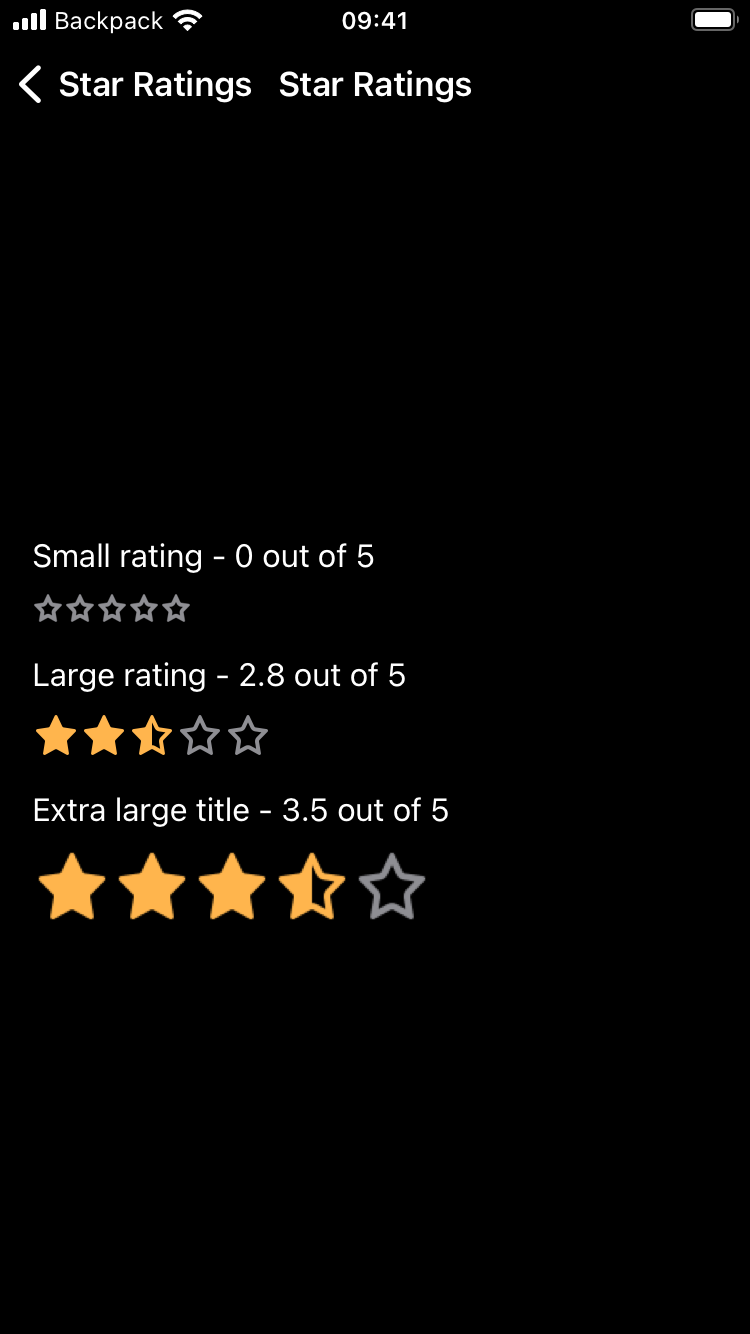 Backpack 09:41
Star Ratings Star Ratings
Small rating - 0 out of 5
Large rating - 2.8 out of 5
Extra large title - 3.5 out of 5